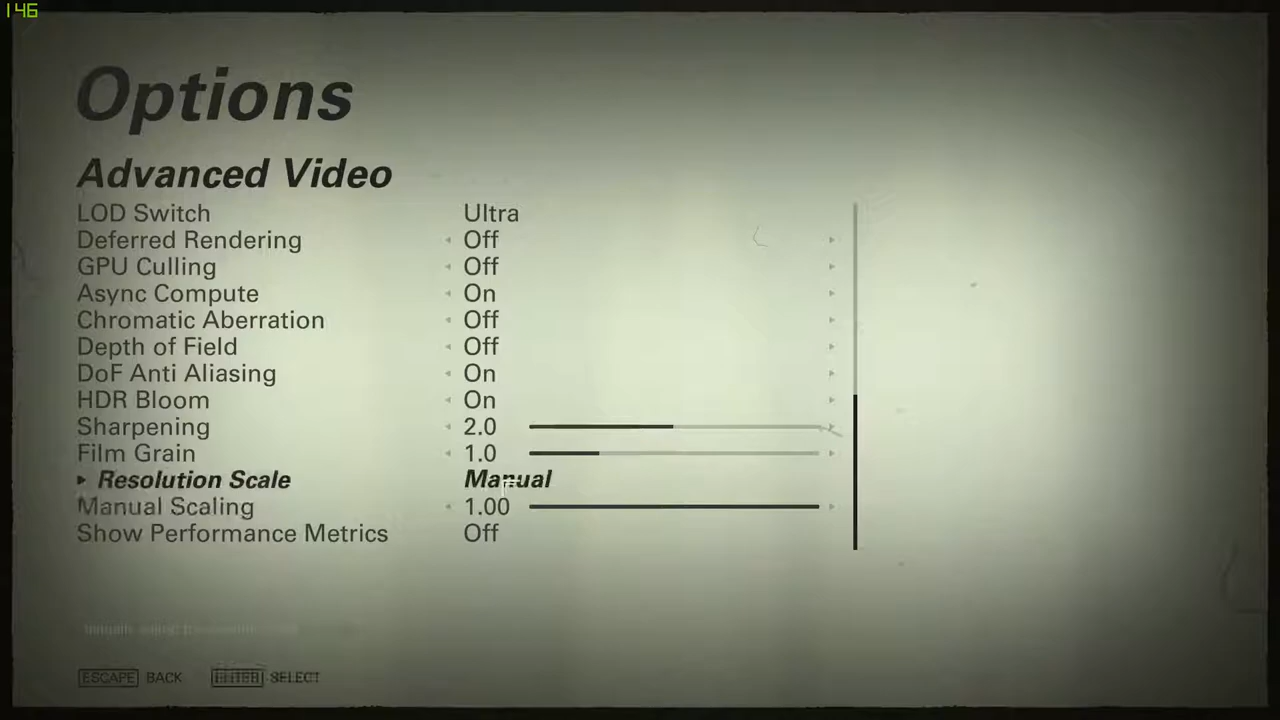 146
Options
Advanced Video
LOD Switch Ultra
Deferred Rendering Off
GPU Culling Off
Async Compute On
Chromatic Aberration Off
Depth of Field Off
DoF Anti Aliasing On
HDR Bloom On
Sharpening 2.0
Film Grain 1.0
Resolution Scale Manual
Manual Scaling 1.00
Show Performance Metrics Off
ESCAPE BACK ENTER SELECT